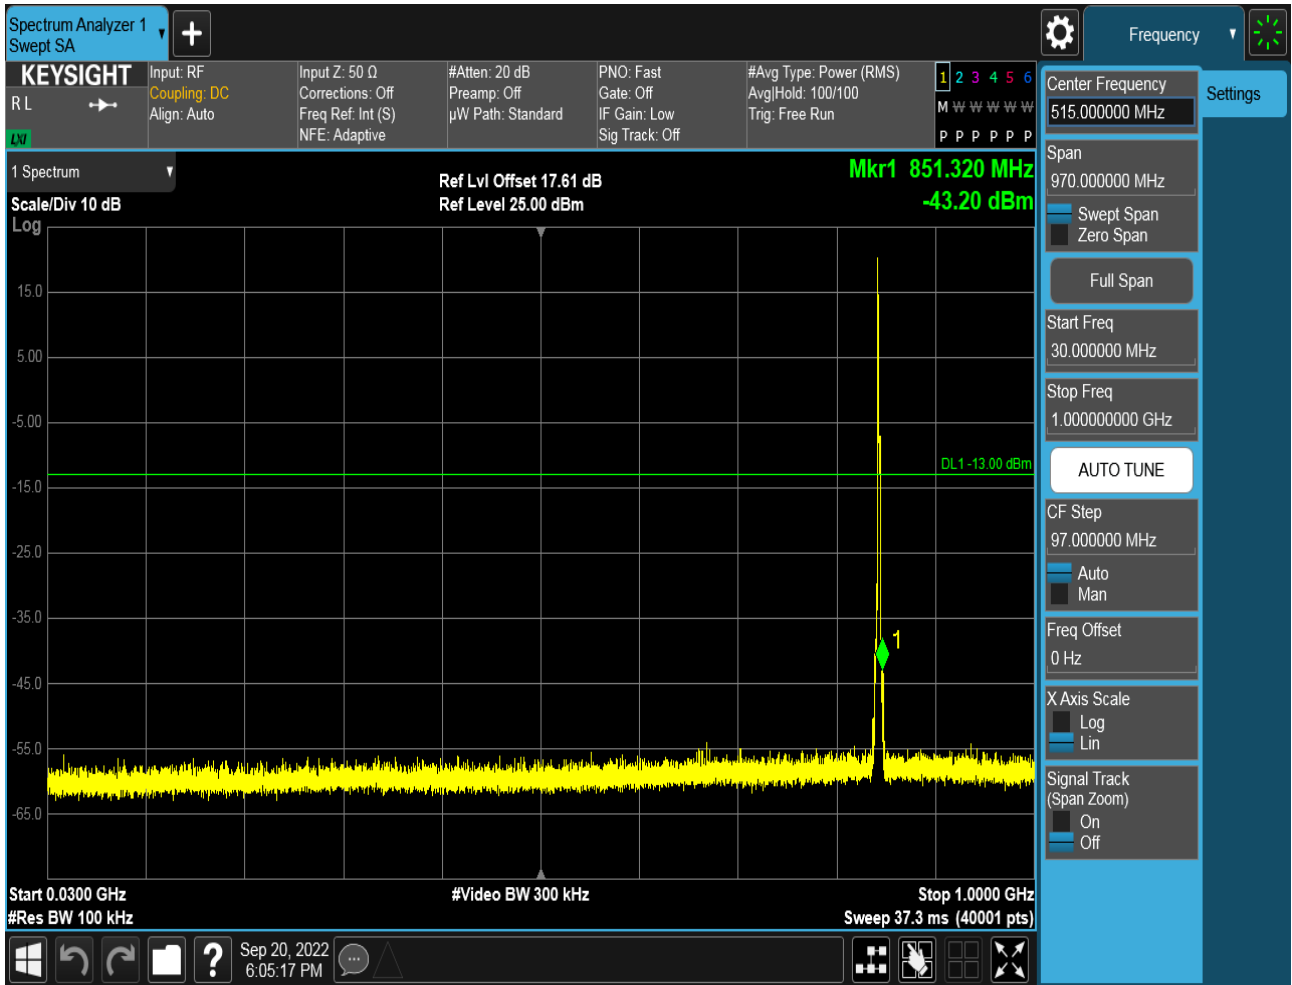 Spectrum Analyzer 1
Swept SA
Frequency
KEYSIGHT
R L
LXI
Input: RF
Coupling: DC
Align: Auto
Input Z: 50 Ω
Corrections: Off
Freq Ref: Int (S)
NFE: Adaptive
#Atten: 20 dB
Preamp: Off
µW Path: Standard
PNO: Fast
Gate: Off
IF Gain: Low
Sig Track: Off
#Avg Type: Power (RMS)
Avg|Hold: 100/100
Trig: Free Run
1 2 3 4 5 6
M W W W W W
P P P P P P
1 Spectrum
Scale/Div 10 dB
Log
Ref Lvl Offset 17.61 dB
Ref Level 25.00 dBm
Mkr1 851.320 MHz
-43.20 dBm
15.0
5.00
-5.00
-15.0
-25.0
-35.0
-45.0
-55.0
-65.0
DL1 -13.00 dBm
1
Start 0.0300 GHz
#Res BW 100 kHz
#Video BW 300 kHz
Stop 1.0000 GHz
Sweep 37.3 ms (40001 pts)
Center Frequency
515.000000 MHz
Span
970.000000 MHz
Swept Span
Zero Span
Full Span
Start Freq
30.000000 MHz
Stop Freq
1.000000000 GHz
AUTO TUNE
CF Step
97.000000 MHz
Auto
Man
Freq Offset
0 Hz
X Axis Scale
Log
Lin
Signal Track
(Span Zoom)
On
Off
Settings
?
Sep 20, 2022
6:05:17 PM